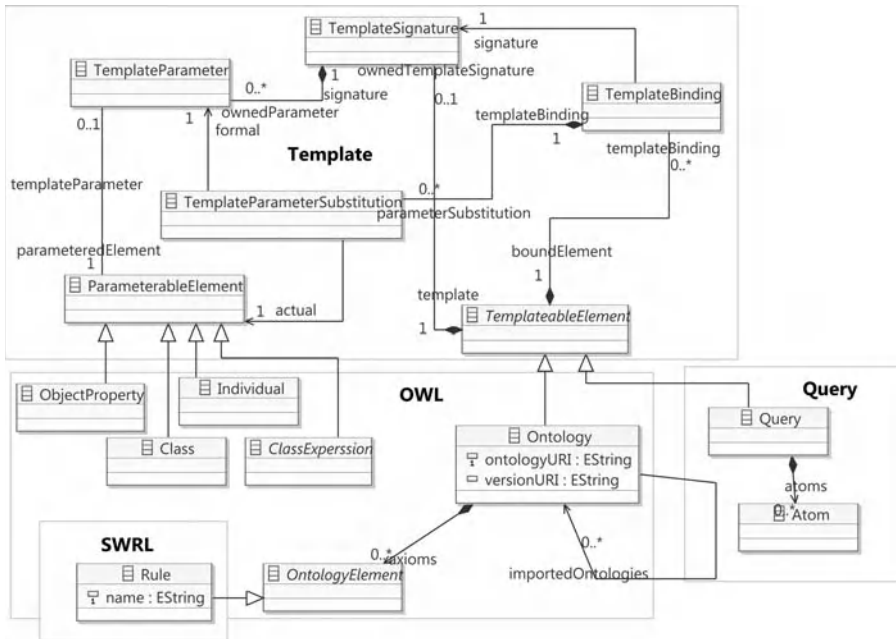 TemplateSignature
1
signature
TemplateParameter
0..*
1
ownedTemplateSignature
signature
TemplateBinding
0..1
1
ownedParameter
formal
0..1
templateBinding
1
templateBinding
0..*
Template
templateParameter
TemplateParameterSubstitution
0..*
parameterSubstitution
parameteredElement
1
boundElement
1
ParameterableElement
1
actual
template
1
TemplateableElement
ObjectProperty
Individual
OWL
Query
Class
ClassExperssion
Ontology
ontologyURI : EString
versionURI : EString
Query
atoms
0..*
Atom
SWRL
Rule
name : EString
0..*
axioms
OntologyElement
0..*
importedOntologies